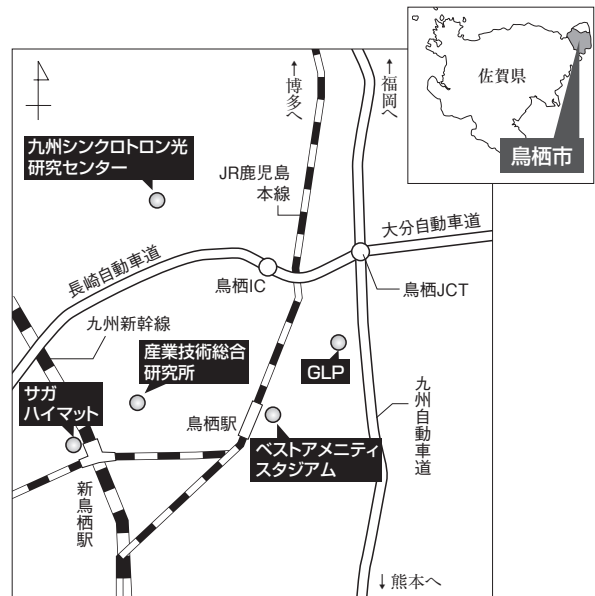 佐賀県
鳥栖市
←博多へ
←福岡へ
九州シンクロトロン光
研究センター
JR鹿児島
本線
大分自動車道
長崎自動車道
鳥栖IC
鳥栖JCT
九州新幹線
産業技術総合
研究所
GLP
サガ
ハイマット
鳥栖駅
ベストアメニティ
スタジアム
九州自動車道
新鳥栖駅
↓熊本へ